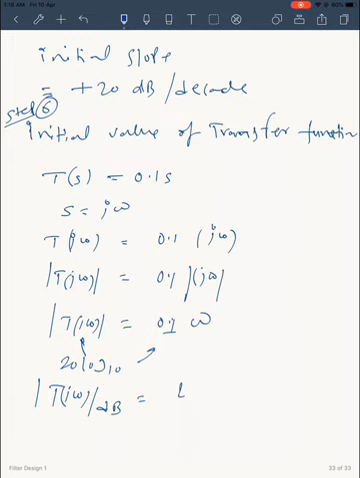 1:18 AM Fri 10 Apr
60%
initial slope
= +20 dB/decade
step 6
Initial value of Transfer function
T(s) = 0.1s
s = jω
T(jω) = 0.1 (jω)
|T(jω)| = 0.1 |(jω)|
|T(jω)| = 0.1 ω
20log10
|T(jω)|dB =
Filter Design 1
33 of 33